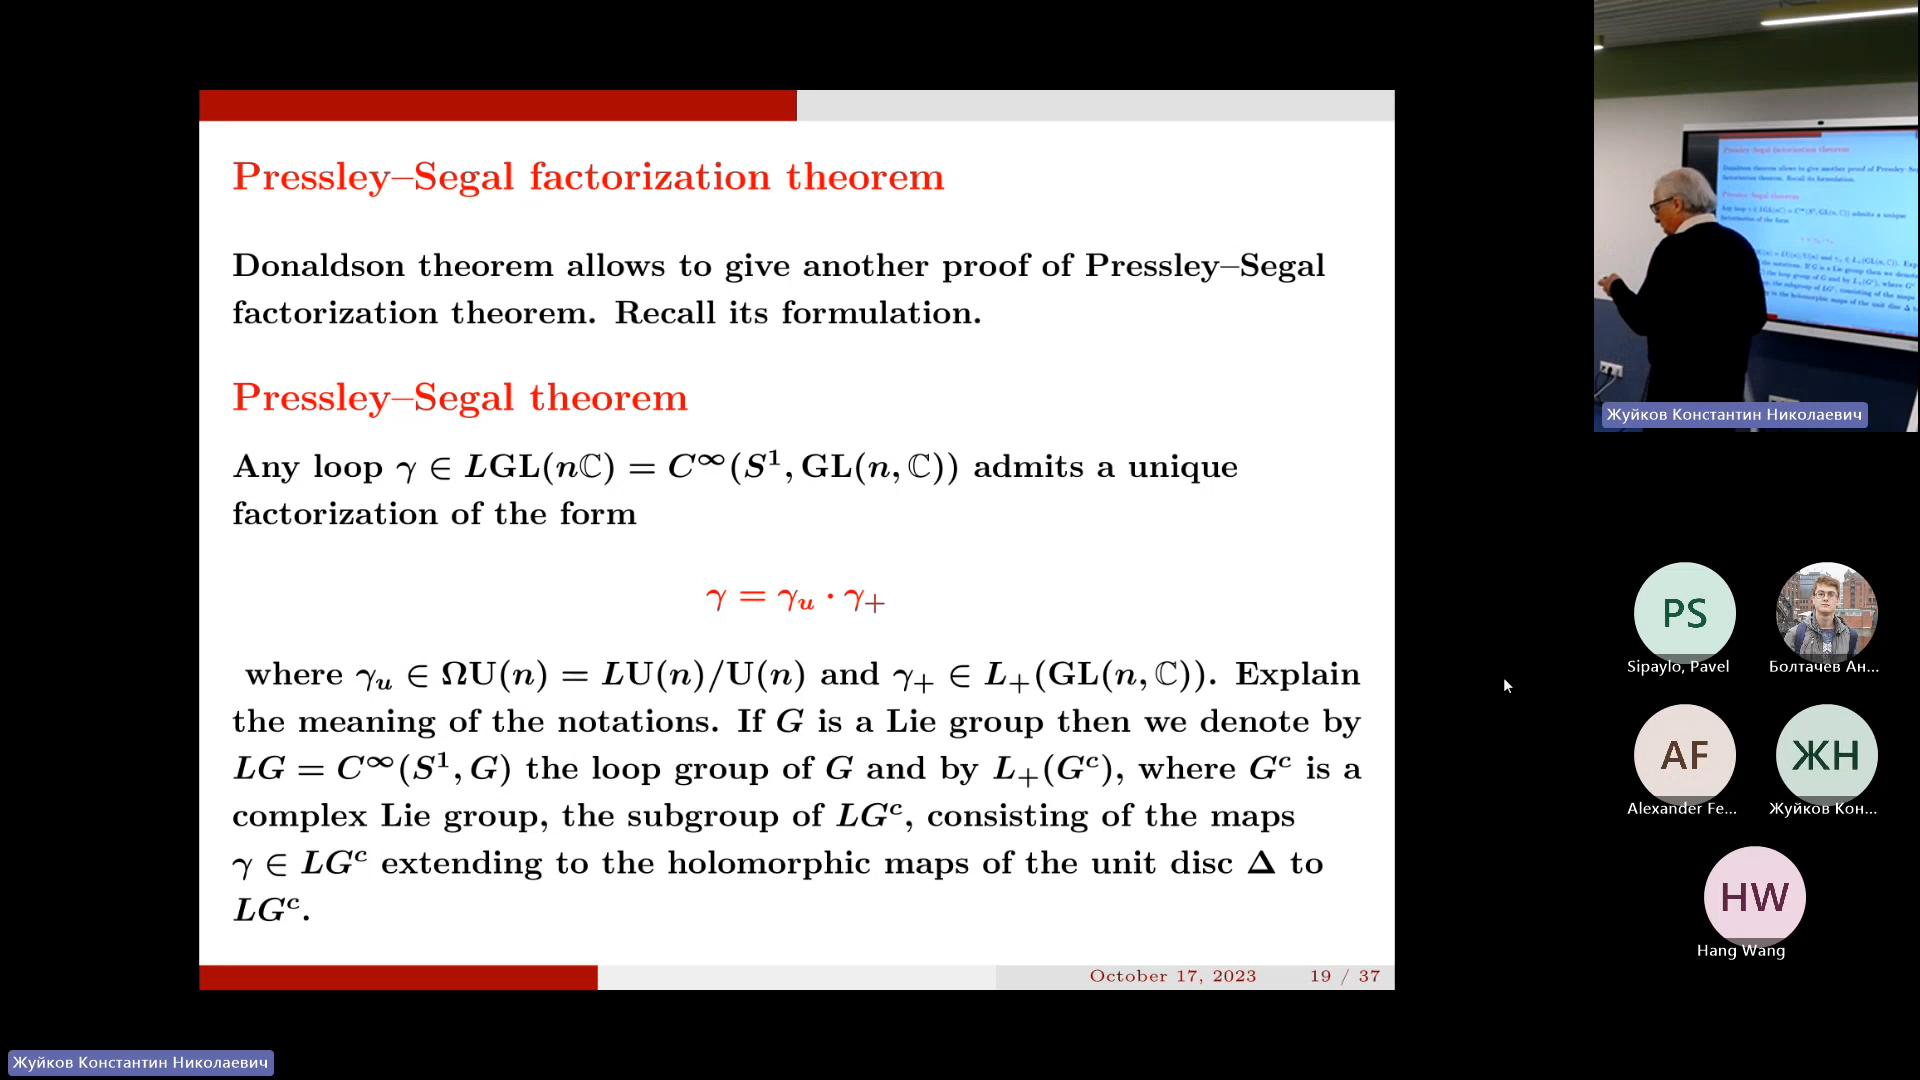 Pressley–Segal factorization theorem
Donaldson theorem allows to give another proof of Pressley–Segal
factorization theorem. Recall its formulation.
Pressley–Segal theorem
Any loop γ ∈ LGL(nℂ) = C^∞(S¹, GL(n, ℂ)) admits a unique
factorization of the form
γ = γ_u · γ_+
where γ_u ∈ ΩU(n) = LU(n)/U(n) and γ_+ ∈ L_+(GL(n, ℂ)). Explain
the meaning of the notations. If G is a Lie group then we denote by
LG = C^∞(S¹, G) the loop group of G and by L_+(G^c), where G^c is a
complex Lie group, the subgroup of LG^c, consisting of the maps
γ ∈ LG^c extending to the holomorphic maps of the unit disc Δ to
LG^c.
October 17, 2023 19 / 37
Жуйков Константин Николаевич
PS
Sipaylo, Pavel
Болтачев Ан...
AF
Alexander Fe...
ЖН
Жуйков Кон...
HW
Hang Wang
Жуйков Константин Николаевич